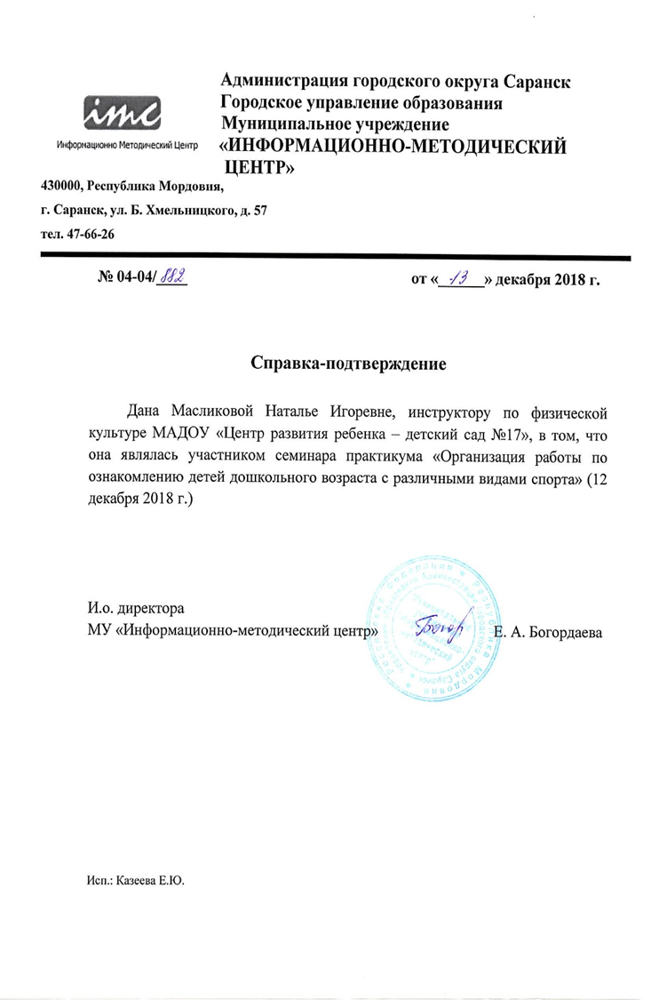 Администрация городского округа Саранск
Городское управление образования
Муниципальное учреждение
«ИНФОРМАЦИОННО-МЕТОДИЧЕСКИЙ
ЦЕНТР»
imc
Информационно Методический Центр
430000, Республика Мордовия,
г. Саранск, ул. Б. Хмельницкого, д. 57
тел. 47-66-26
№ 04-04/ 882
от « 13 » декабря 2018 г.
Справка-подтверждение
Дана Масликовой Наталье Игоревне, инструктору по физической
культуре МАДОУ «Центр развития ребенка – детский сад №17», в том, что
она являлась участником семинара практикума «Организация работы по
ознакомлению детей дошкольного возраста с различными видами спорта» (12
декабря 2018 г.)
И.о. директора
МУ «Информационно-методический центр»
Е. А. Богордаева
Исп.: Казеева Е.Ю.